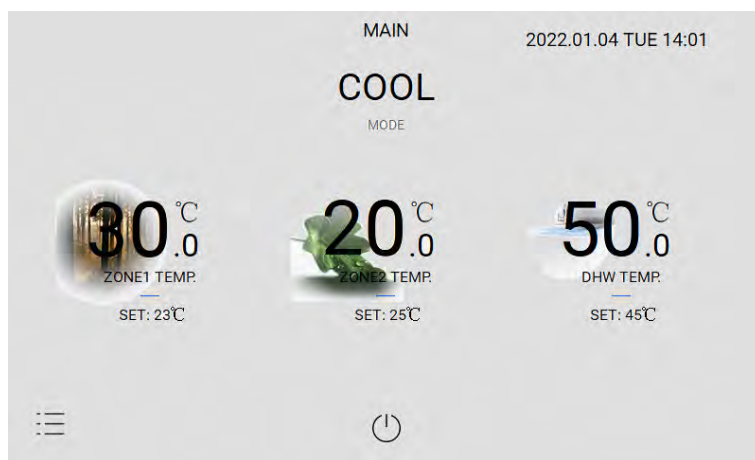 MAIN
2022.01.04 TUE 14:01
COOL
MODE
30.0℃
20.0℃
50.0℃
ZONE1 TEMP.
ZONE2 TEMP.
DHW TEMP.
SET: 23℃
SET: 25℃
SET: 45℃